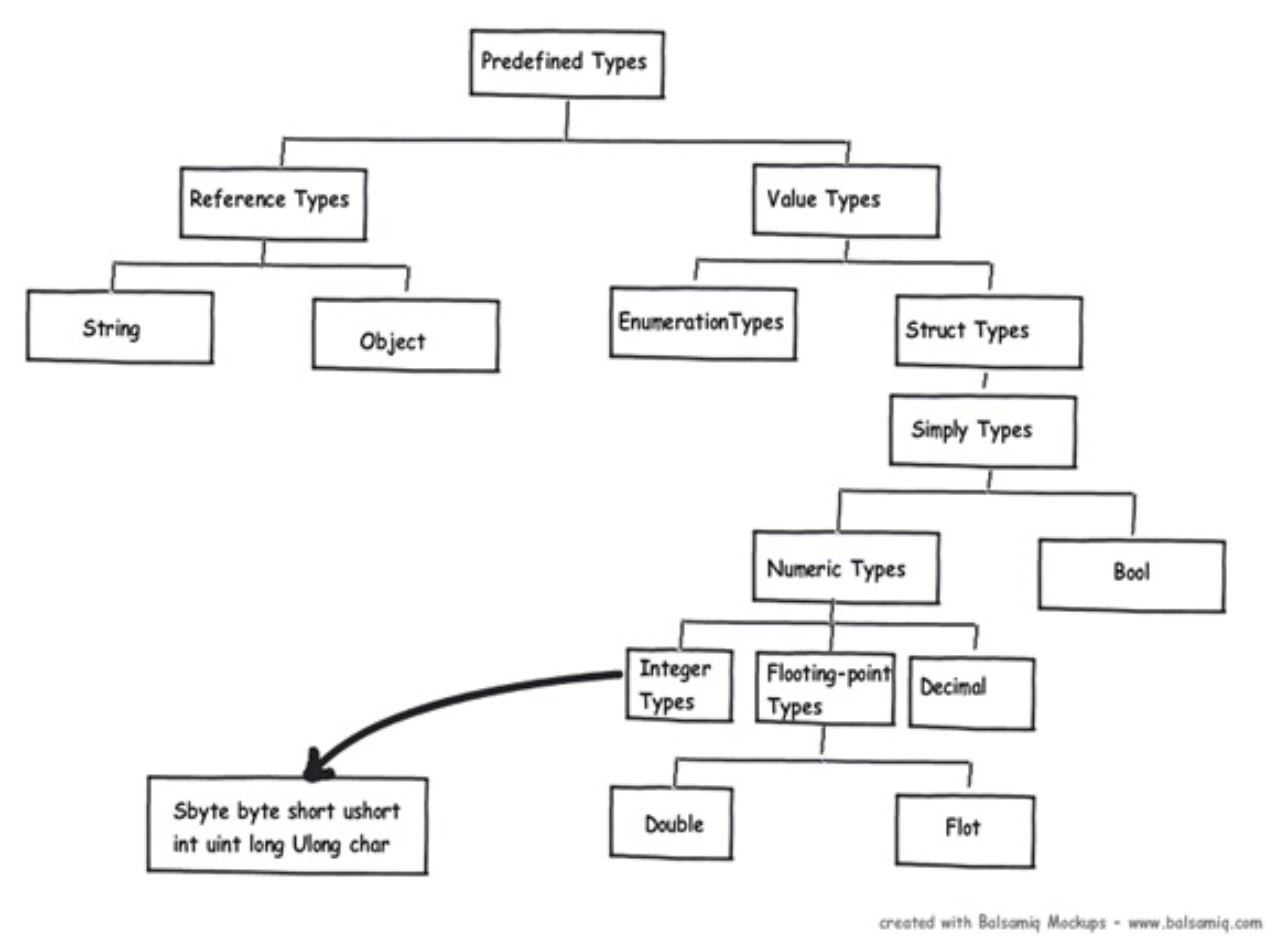 Predefined Types
Reference Types
Value Types
String
Object
EnumerationTypes
Struct Types
Simply Types
Numeric Types
Bool
Integer
Types
Flooting-point
Types
Decimal
Sbyte byte short ushort
int uint long Ulong char
Double
Flot
created with Balsamiq Mockups - www.balsamiq.com